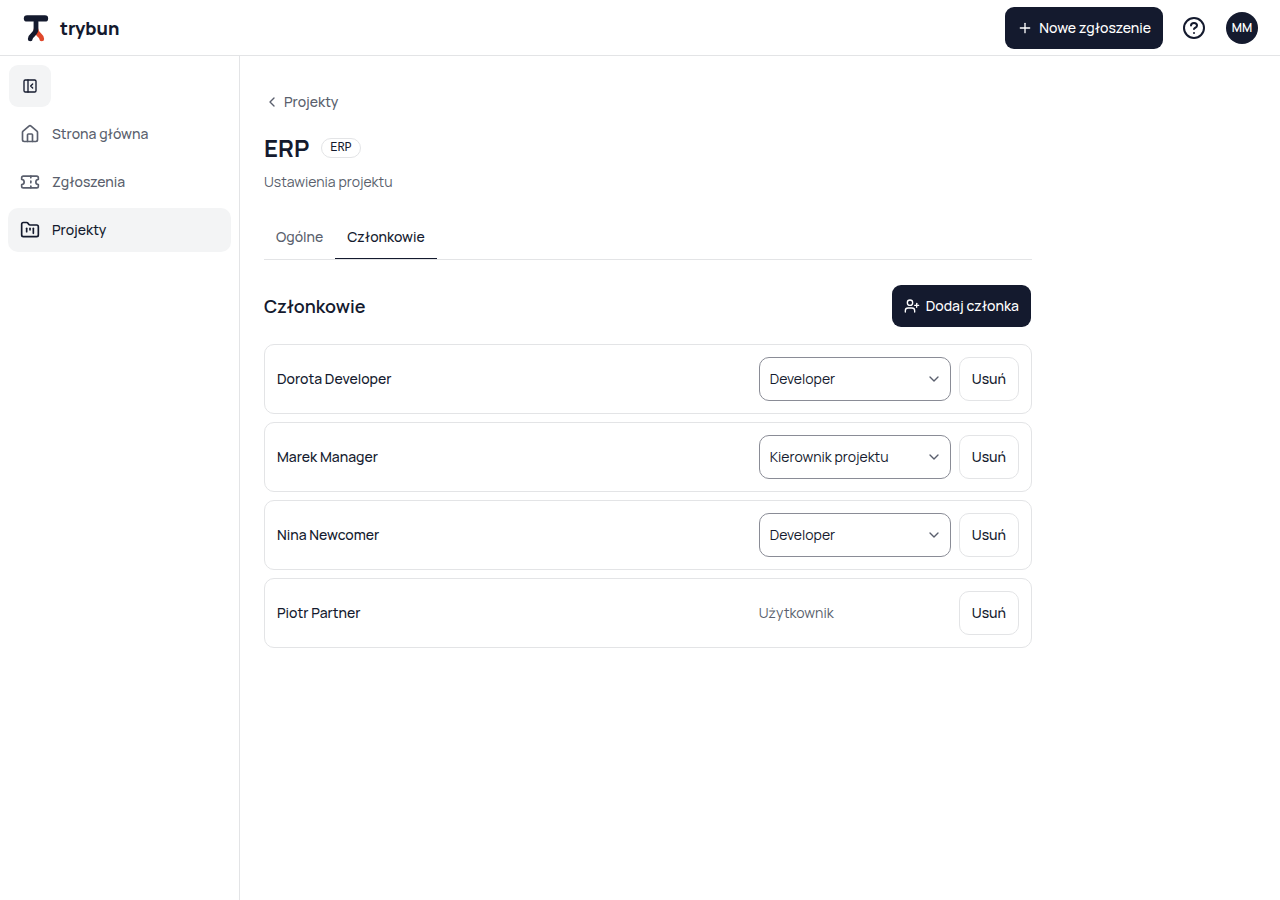 trybun
+ Nowe zgłoszenie
MM
Strona główna
Zgłoszenia
Projekty
Projekty
ERP ERP
Ustawienia projektu
Ogólne Członkowie
Członkowie
Dodaj członka
Dorota Developer Developer Usuń
Marek Manager Kierownik projektu Usuń
Nina Newcomer Developer Usuń
Piotr Partner Użytkownik Usuń